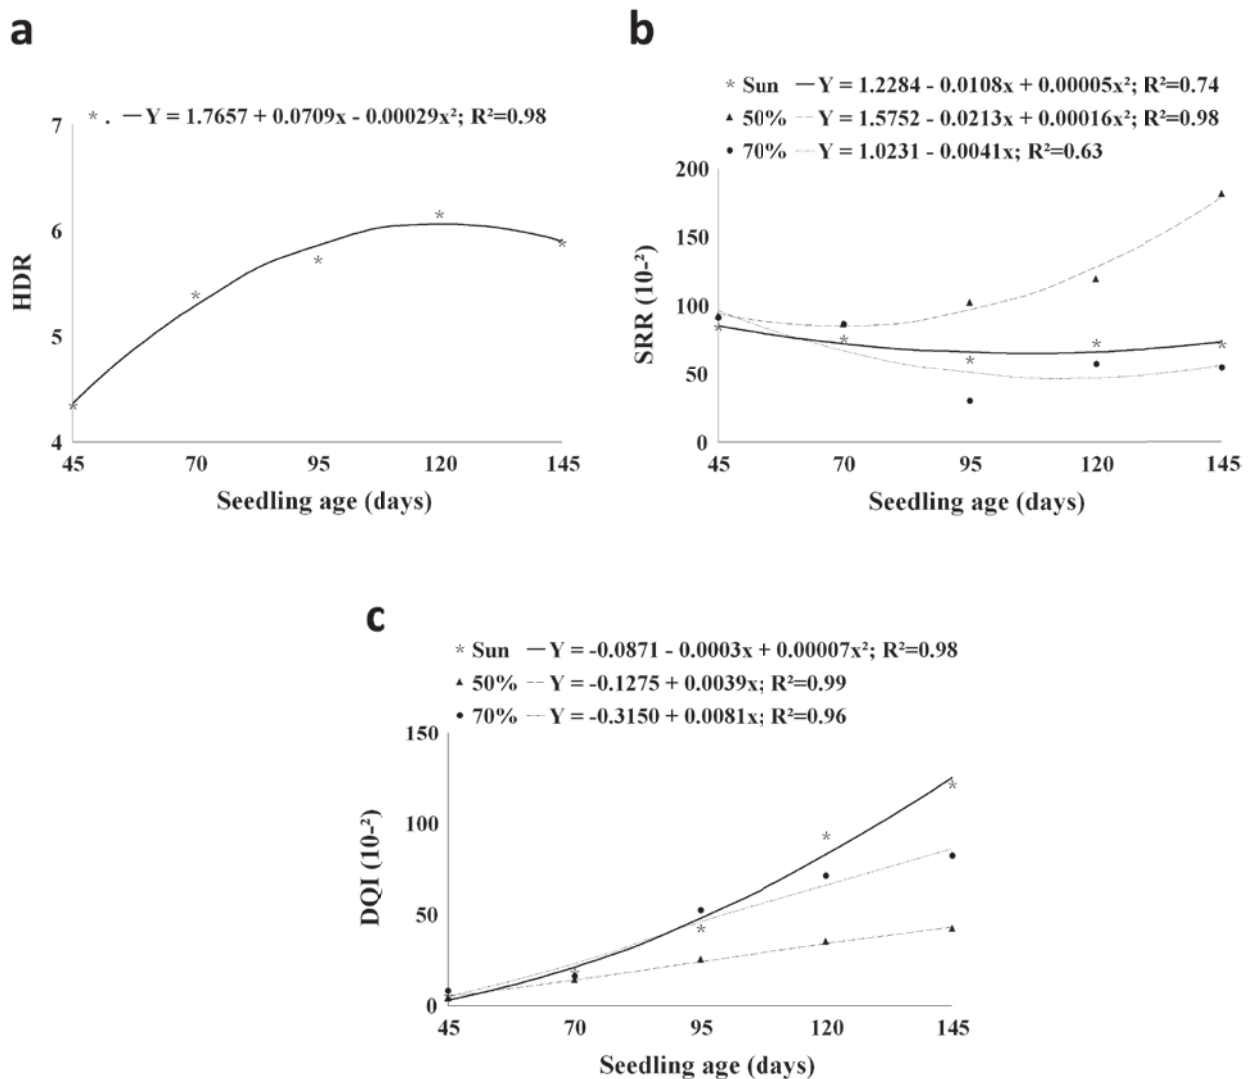 a
* . — Y = 1.7657 + 0.0709x - 0.00029x²; R²=0.98
7
6
5
4
HDR
45 70 95 120 145
Seedling age (days)
b
* Sun — Y = 1.2284 - 0.0108x + 0.00005x²; R²=0.74
▲ 50% --- Y = 1.5752 - 0.0213x + 0.00016x²; R²=0.98
● 70% Y = 1.0231 - 0.0041x; R²=0.63
200
150
100
50
0
SRR (10-²)
45 70 95 120 145
Seedling age (days)
c
* Sun — Y = -0.0871 - 0.0003x + 0.00007x²; R²=0.98
▲ 50% --- Y = -0.1275 + 0.0039x; R²=0.99
● 70% Y = -0.3150 + 0.0081x; R²=0.96
150
100
50
0
DQI (10-²)
45 70 95 120 145
Seedling age (days)